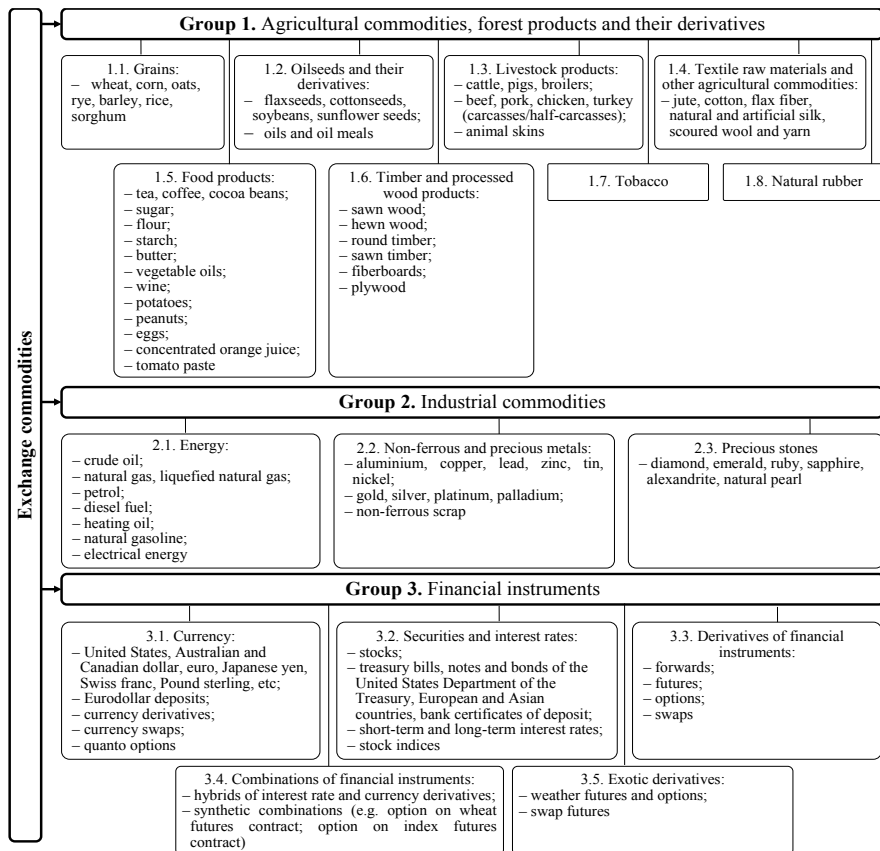 Exchange commodities
Group 1. Agricultural commodities, forest products and their derivatives
1.1. Grains:
– wheat, corn, oats,
rye, barley, rice,
sorghum
1.2. Oilseeds and their
derivatives:
– flaxseeds, cottonseeds,
soybeans, sunflower seeds;
– oils and oil meals
1.3. Livestock products:
– cattle, pigs, broilers;
– beef, pork, chicken, turkey
(carcasses/half-carcasses);
– animal skins
1.4. Textile raw materials and
other agricultural commodities:
– jute, cotton, flax fiber,
natural and artificial silk,
scoured wool and yarn
1.5. Food products:
– tea, coffee, cocoa beans;
– sugar;
– flour;
– starch;
– butter;
– vegetable oils;
– wine;
– potatoes;
– peanuts;
– eggs;
– concentrated orange juice;
– tomato paste
1.6. Timber and processed
wood products:
– sawn wood;
– hewn wood;
– round timber;
– sawn timber;
– fiberboards;
– plywood
1.7. Tobacco
1.8. Natural rubber
Group 2. Industrial commodities
2.1. Energy:
– crude oil;
– natural gas, liquefied natural gas;
– petrol;
– diesel fuel;
– heating oil;
– natural gasoline;
– electrical energy
2.2. Non-ferrous and precious metals:
– aluminium, copper, lead, zinc, tin,
nickel;
– gold, silver, platinum, palladium;
– non-ferrous scrap
2.3. Precious stones
– diamond, emerald, ruby, sapphire,
alexandrite, natural pearl
Group 3. Financial instruments
3.1. Currency:
– United States, Australian and
Canadian dollar, euro, Japanese yen,
Swiss franc, Pound sterling, etc;
– Eurodollar deposits;
– currency derivatives;
– currency swaps;
– quanto options
3.2. Securities and interest rates:
– stocks;
– treasury bills, notes and bonds of the
United States Department of the
Treasury, European and Asian
countries, bank certificates of deposit;
– short-term and long-term interest rates;
– stock indices
3.3. Derivatives of financial
instruments:
– forwards;
– futures;
– options;
– swaps
3.4. Combinations of financial instruments:
– hybrids of interest rate and currency derivatives;
– synthetic combinations (e.g. option on wheat
futures contract; option on index futures
contract)
3.5. Exotic derivatives:
– weather futures and options;
– swap futures